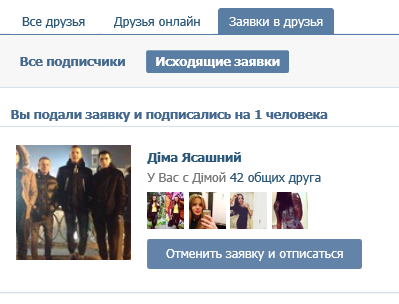 Все друзья Друзья онлайн Заявки в друзья
Все подписчики Исходящие заявки
Вы подали заявку и подписались на 1 человека
Діма Ясашний
У Вас с Дімой 42 общих друга
Отменить заявку и отписаться